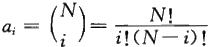 a_i = \binom{N}{i} = \frac{N!}{i!(N-i)!}